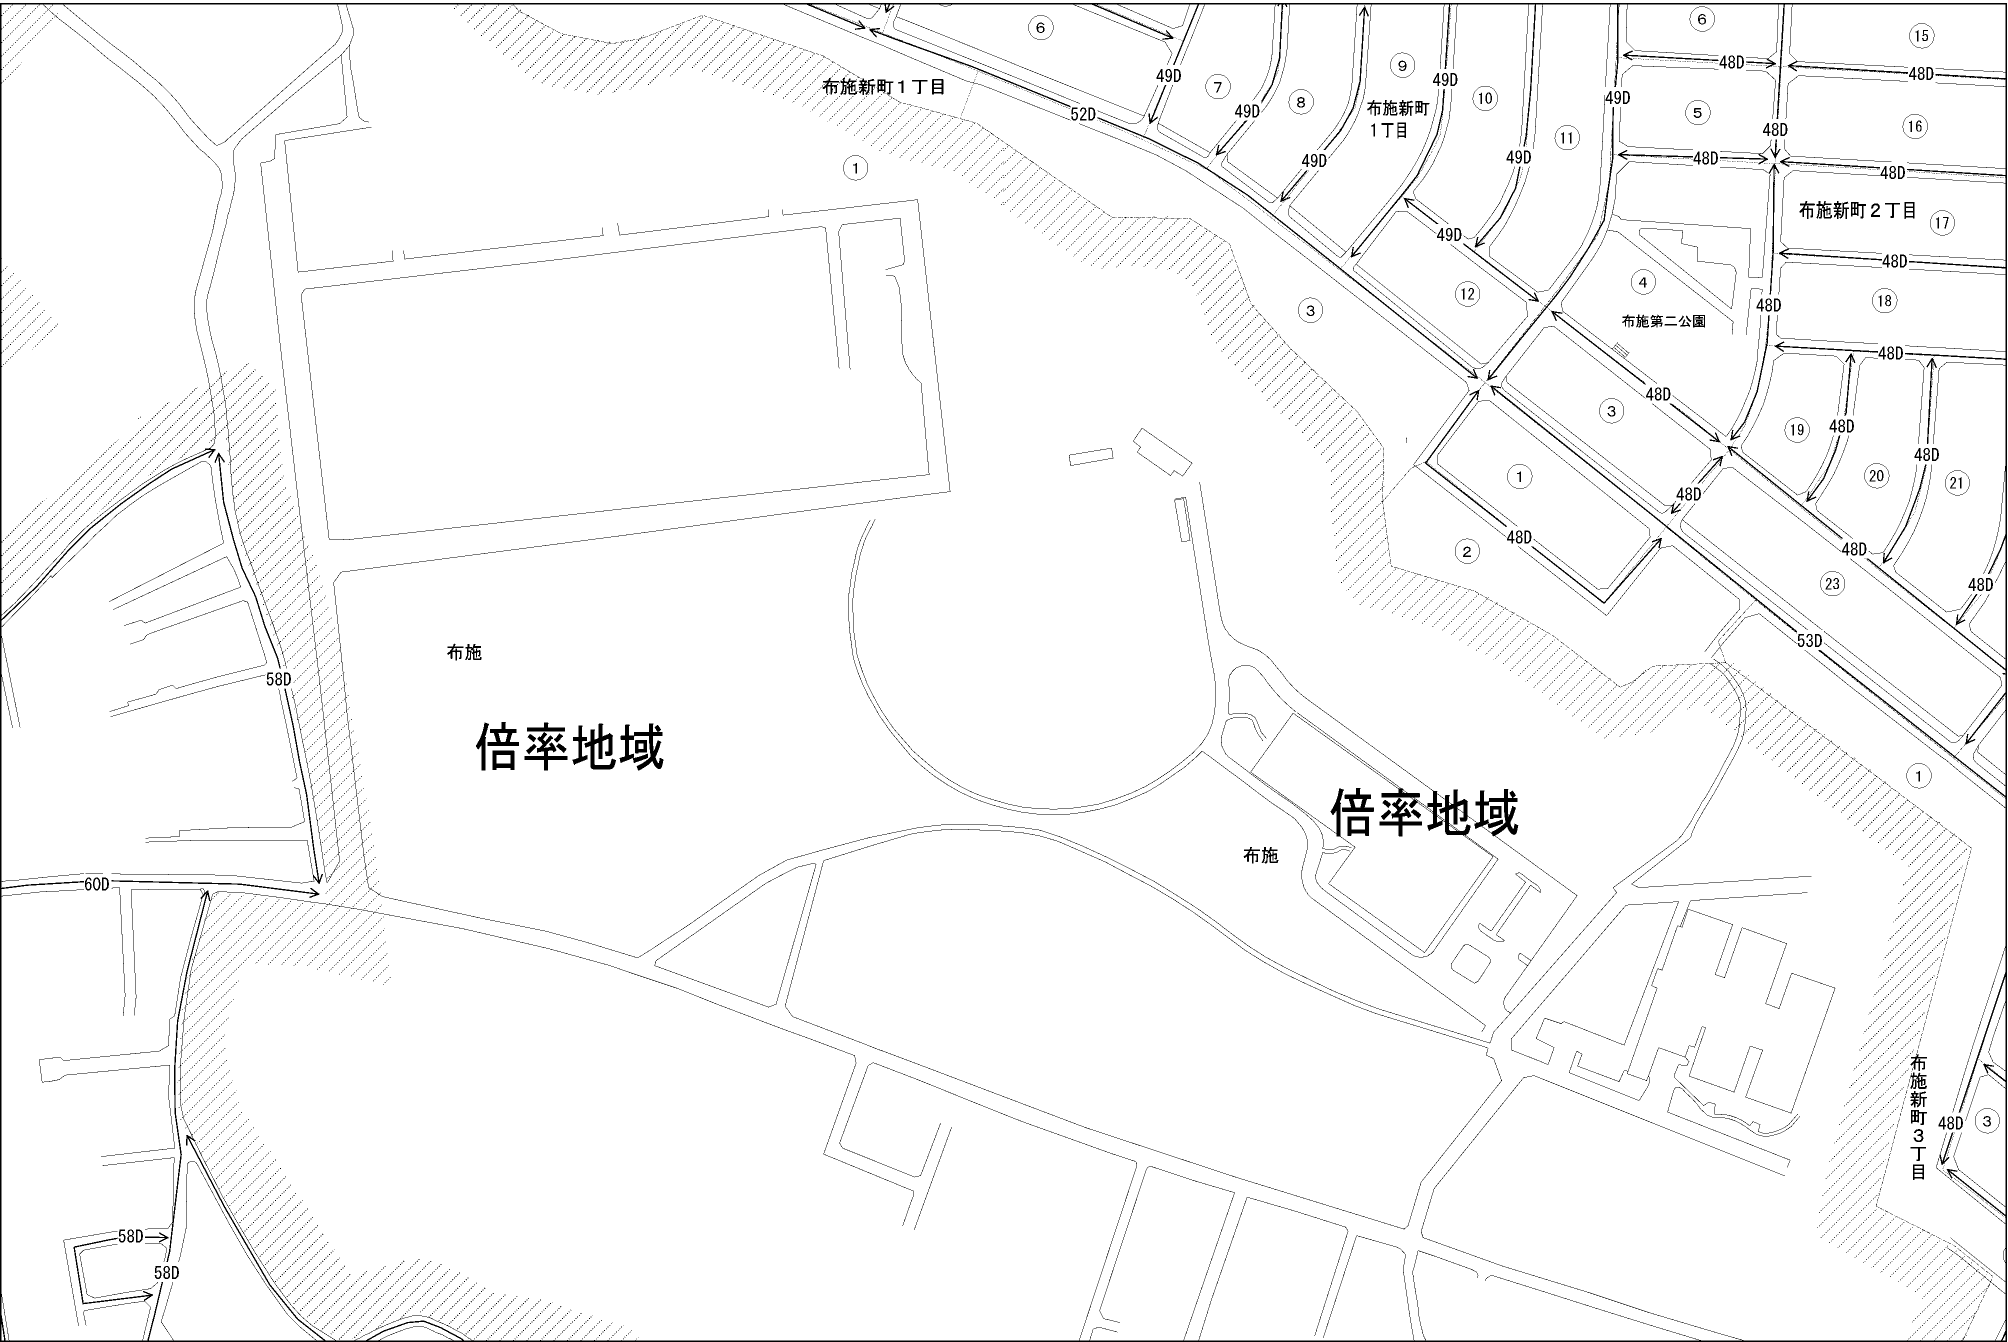 ⑥
⑥
⑮
⑨
48D
48D
49D
49D
布施新町１丁目
⑦
49D
⑧
布施新町
1丁目
⑩
49D
⑤
52D
49D
⑪
48D
⑯
①
49D
49D
48D
48D
布施新町２丁目
⑰
49D
48D
④
③
⑫
48D
⑱
布施第二公園
48D
48D
③
⑲
48D
①
48D
48D
⑳
㉑
②
48D
48D
㉓
48D
53D
布施
58D
倍率地域
①
倍率地域
布施
60D
布施新町３丁目
48D
③
58D
58D